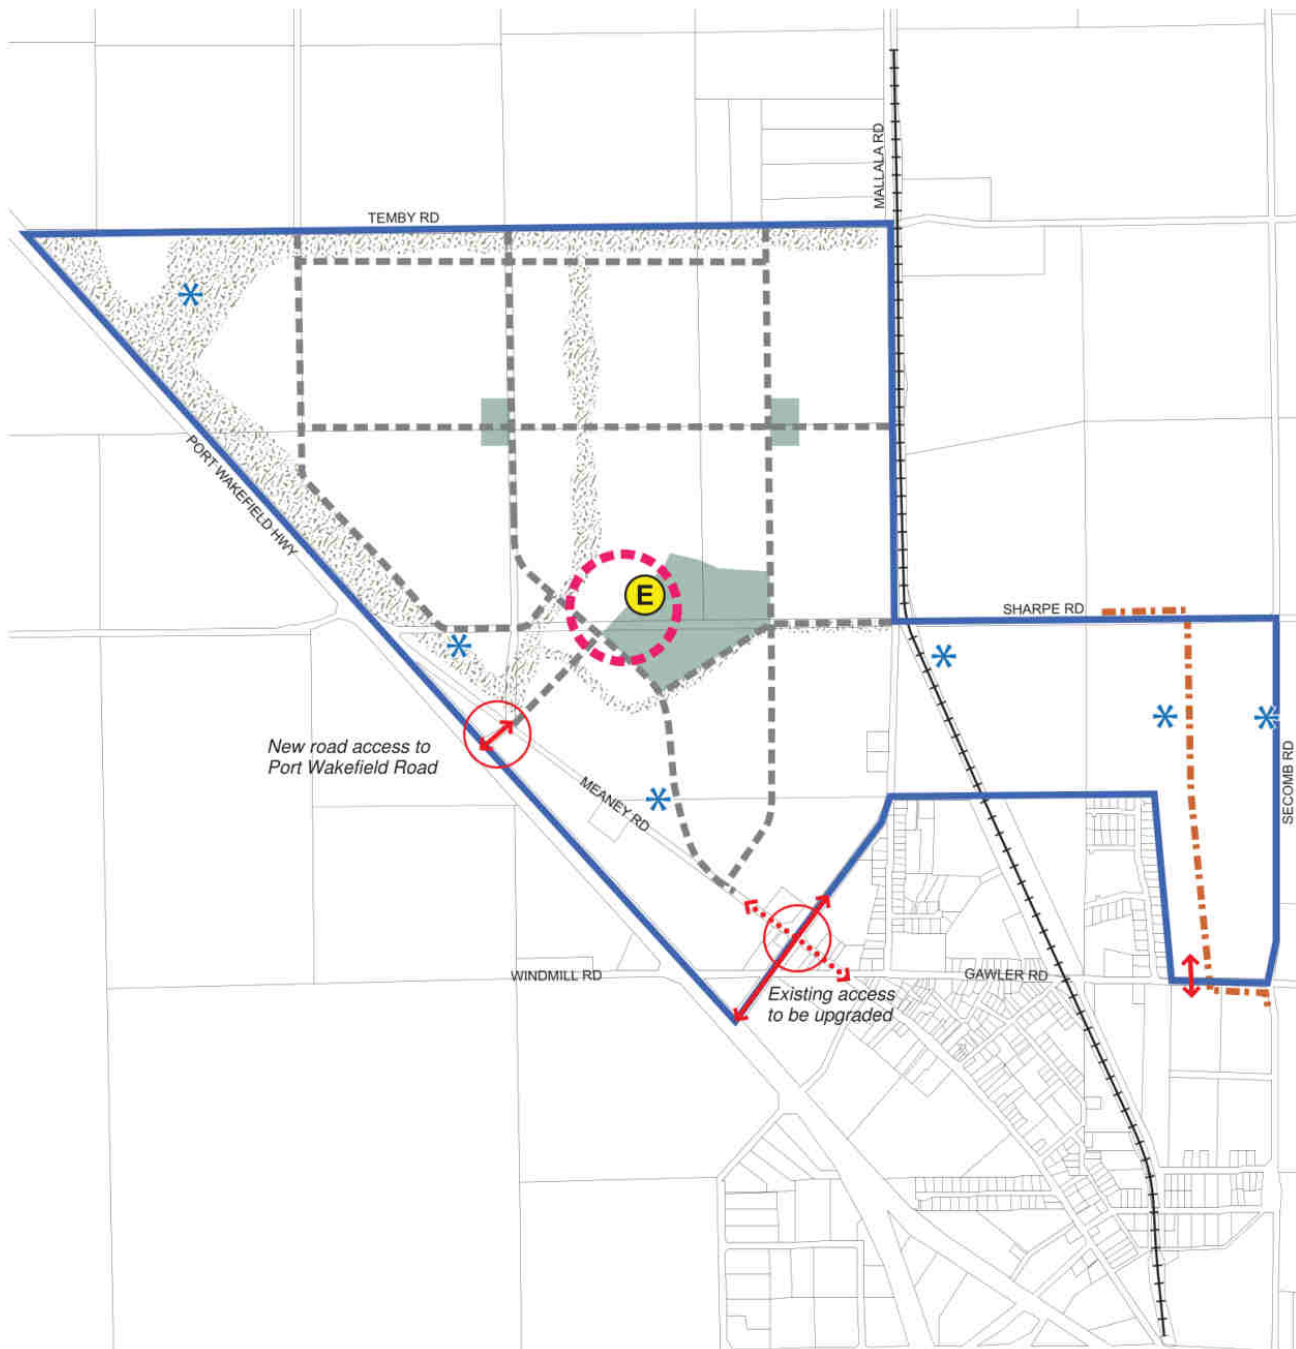 MALLALA RD
TEMBY RD
PORT WAKEFIELD HWY
E
SHARPE RD
New road access to
Port Wakefield Road
MEANEY RD
SECOMB RD
WINDMILL RD
GAWLER RD
Existing access
to be upgraded